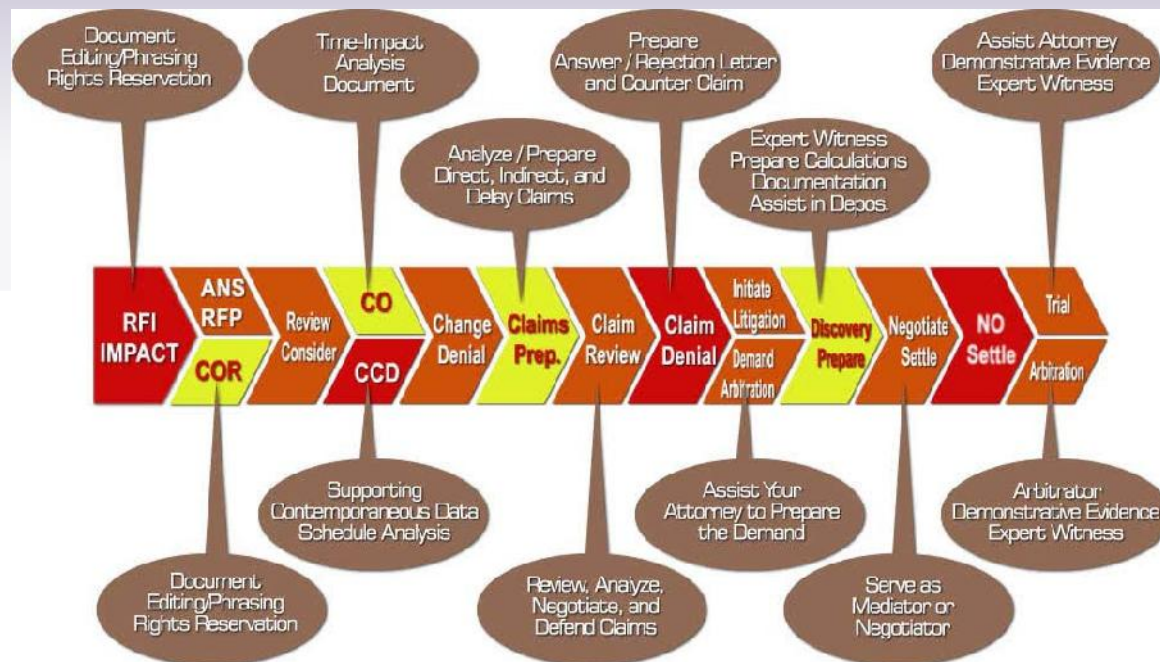 Document
Editing/Phrasing
Rights Reservation
Time-Impact
Analysis
Document
Prepare
Answer / Rejection Letter
and Counter Claim
Assist Attorney
Demonstrative Evidence
Expert Witness
Analyze / Prepare
Direct, Indirect, and
Delay Claims
Expert Witness
Prepare Calculations
Documentation
Assist in Depos.
RFI
IMPACT
ANS
RFP
COR
Review
Consider
CO
CCD
Change
Denial
Claims
Prep.
Claim
Review
Claim
Denial
Initiate
Litigation
Demand
Arbitration
Discovery
Prepare
Negotiate
Settle
NO
Settle
Trial
Arbitration
Supporting
Contemporaneous Data
Schedule Analysis
Assist Your
Attorney to Prepare
the Demand
Arbitrator
Demonstrative Evidence
Expert Witness
Document
Editing/Phrasing
Rights Reservation
Review, Analyze,
Negotiate, and
Defend Claims
Serve as
Mediator or
Negotiator